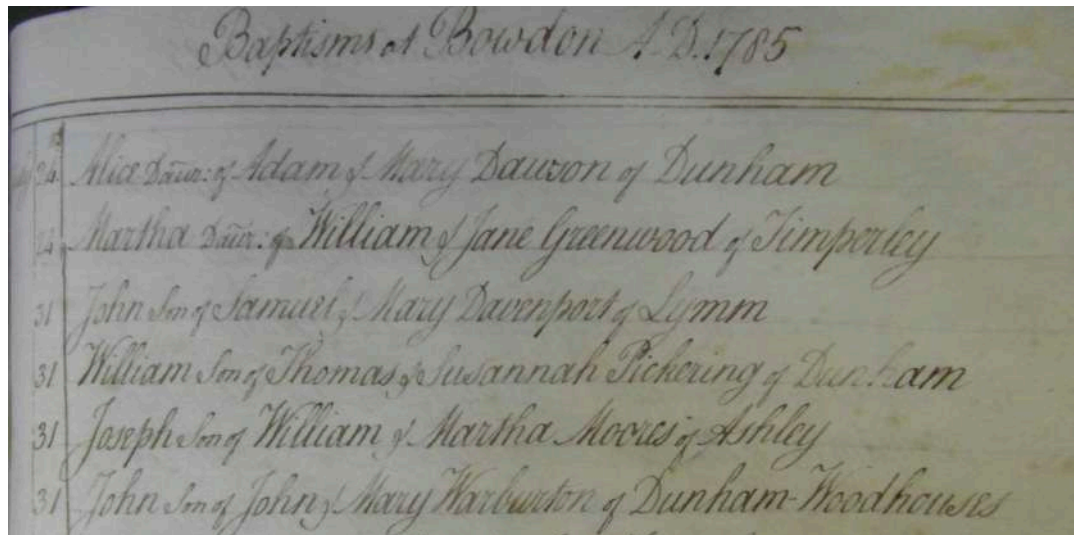 Baptisms at Bowdon A.D. 1785
24 Alice Daur: of Adam & Mary Dawson of Dunham
24 Martha Daur: of William & Jane Greenwood of Timperley
31 John Son of Samuel & Mary Davenport of Lymm
31 William Son of Thomas & Susannah Pickering of Dunham
31 Joseph Son of William & Martha Moores of Ashley
31 John Son of John & Mary Warburton of Dunham-Woodhouses